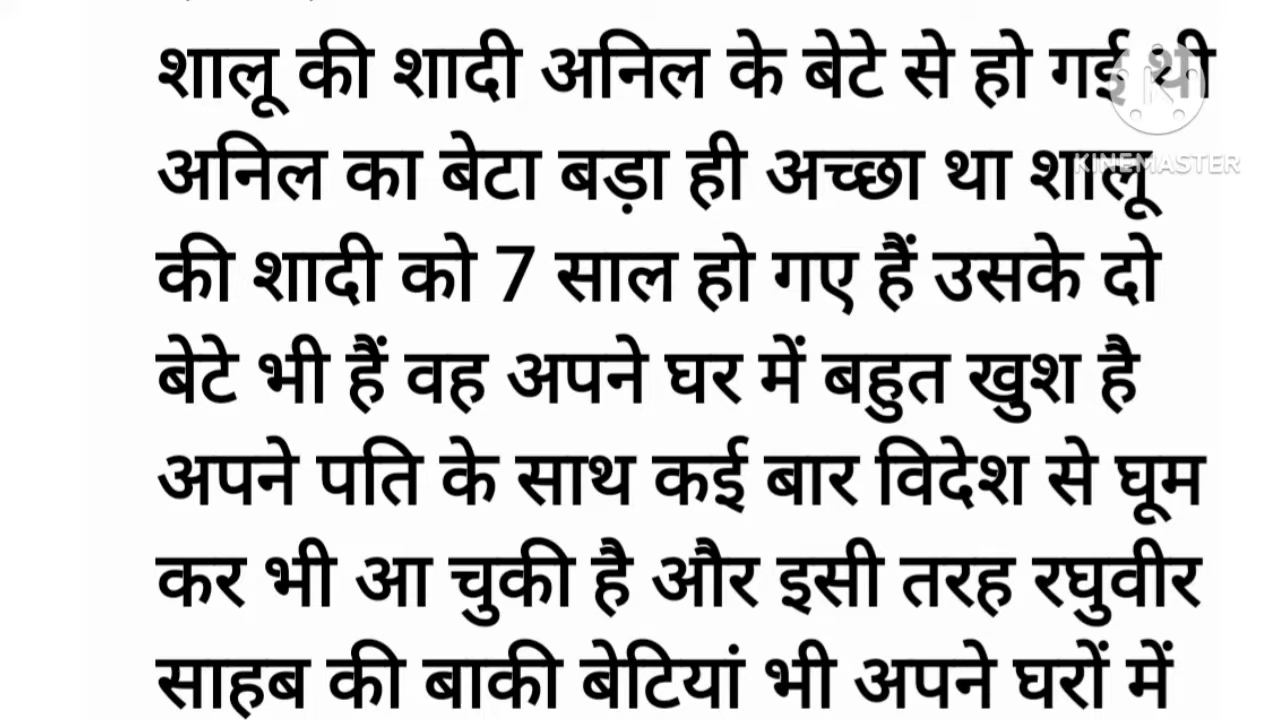 शालू की शादी अनिल के बेटे से हो गई थी
अनिल का बेटा बड़ा ही अच्छा था शालू
KINEMASTER
की शादी को 7 साल हो गए हैं उसके दो
बेटे भी हैं वह अपने घर में बहुत खुश है
अपने पति के साथ कई बार विदेश से घूम
कर भी आ चुकी है और इसी तरह रघुवीर
साहब की बाकी बेटियां भी अपने घरों में